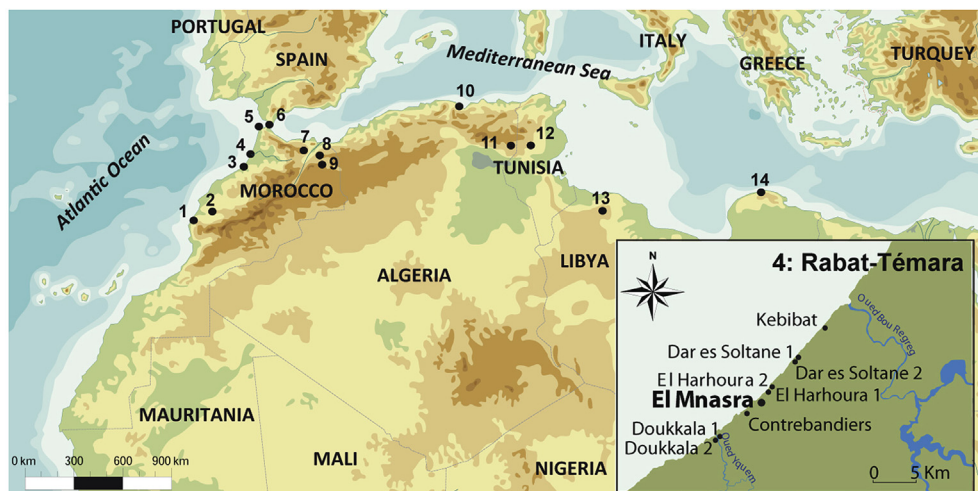 PORTUGAL
SPAIN
ITALY
GREECE
TURQUEY
Mediterranean Sea
Atlantic Ocean
10
5 6
4
3
7
8
9
11
12
TUNISIA
MOROCCO
1
2
13
14
ALGERIA
LIBYA
MAURITANIA
MALI
NIGERIA
0 km 300 600 900 km
N
4: Rabat-Témara
Kebibat
Oued Bou Regreg
Dar es Soltane 1
Dar es Soltane 2
El Harhoura 2
El Harhoura 1
El Mnasra
Contrebandiers
Doukkala 1
Doukkala 2
Oued Yquem
0 5 Km